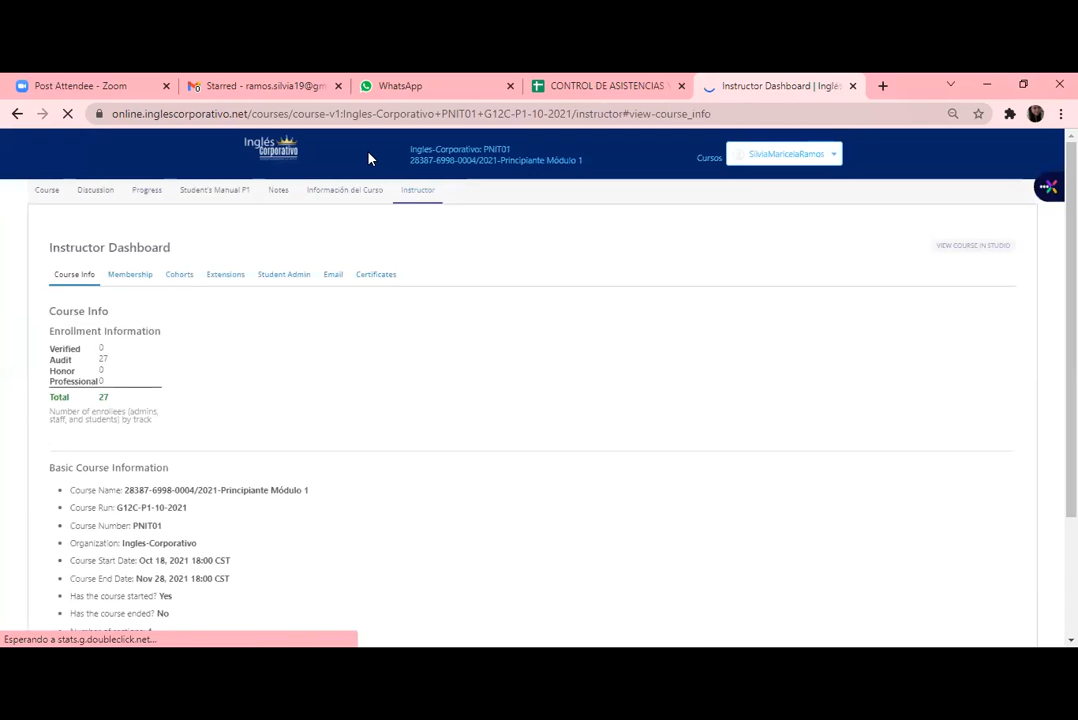 Post Attendee - Zoom
Starred - ramos.silvia19@gm
WhatsApp
CONTROL DE ASISTENCIAS
Instructor Dashboard | Inglé
online.inglescorporativo.net/courses/course-v1:Ingles-Corporativo+PNIT01+G12C-P1-10-2021/instructor#view-course_info
Inglés Corporativo
Ingles-Corporativo: PNIT01
28387-6998-0004/2021-Principiante Módulo 1
Cursos
SilviaMaricelaRamos
Course
Discussion
Progress
Student's Manual P1
Notes
Información del Curso
Instructor
Instructor Dashboard
VIEW COURSE IN STUDIO
Course Info
Membership
Cohorts
Extensions
Student Admin
Email
Certificates
Course Info
Enrollment Information
Verified 0
Audit 27
Honor 0
Professional 0
Total 27
Number of enrollees (admins,
staff, and students) by track
Basic Course Information
Course Name: 28387-6998-0004/2021-Principiante Módulo 1
Course Run: G12C-P1-10-2021
Course Number: PNIT01
Organization: Ingles-Corporativo
Course Start Date: Oct 18, 2021 18:00 CST
Course End Date: Nov 28, 2021 18:00 CST
Has the course started? Yes
Has the course ended? No
Esperando a stats.g.doubleclick.net...